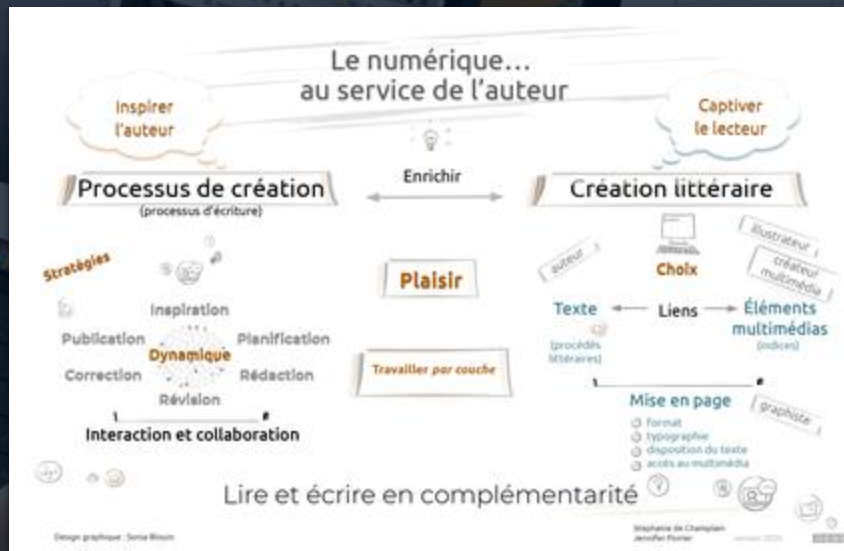 Le numérique…
au service de l'auteur
Inspirer
l'auteur
Captiver
le lecteur
Processus de création
(processus d'écriture)
Enrichir
Création littéraire
Stratégies
Inspiration
Publication
Planification
Dynamique
Correction
Rédaction
Révision
Interaction et collaboration
Plaisir
Travailler par couche
auteur
Choix
illustrateur
créateur
multimédia
Texte
Liens
Éléments
multimédias
(procédés
littéraires)
(indices)
Mise en page
graphiste
format
typographie
disposition du texte
accès au multimédia
Lire et écrire en complémentarité
Design graphique : Sonia Blouin
Stéphanie de Champlain
Jennifer Poirier